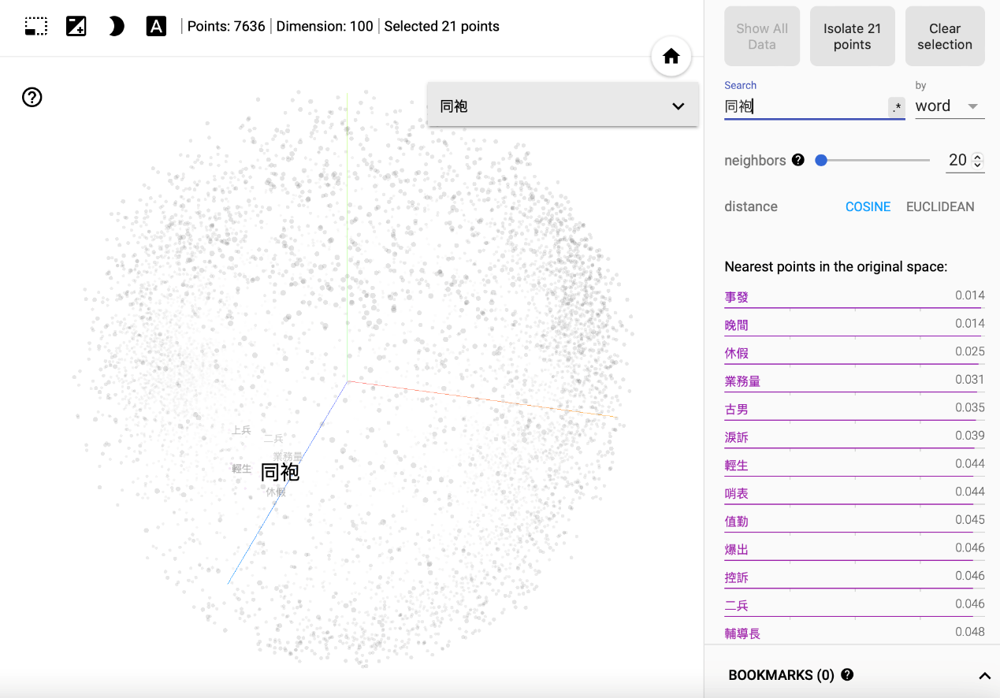 A Points: 7636 | Dimension: 100 | Selected 21 points
同袍
上兵
二兵
業務量
輕生
同袍
休假
Show All Data
Isolate 21 points
Clear selection
Search
by
同袍
.*
word
neighbors
20
distance
COSINE
EUCLIDEAN
Nearest points in the original space:
事發 0.014
晚間 0.014
休假 0.025
業務量 0.031
古男 0.035
淚訴 0.039
輕生 0.044
哨表 0.044
值勤 0.045
爆出 0.046
控訴 0.046
二兵 0.046
輔導長 0.048
BOOKMARKS (0)